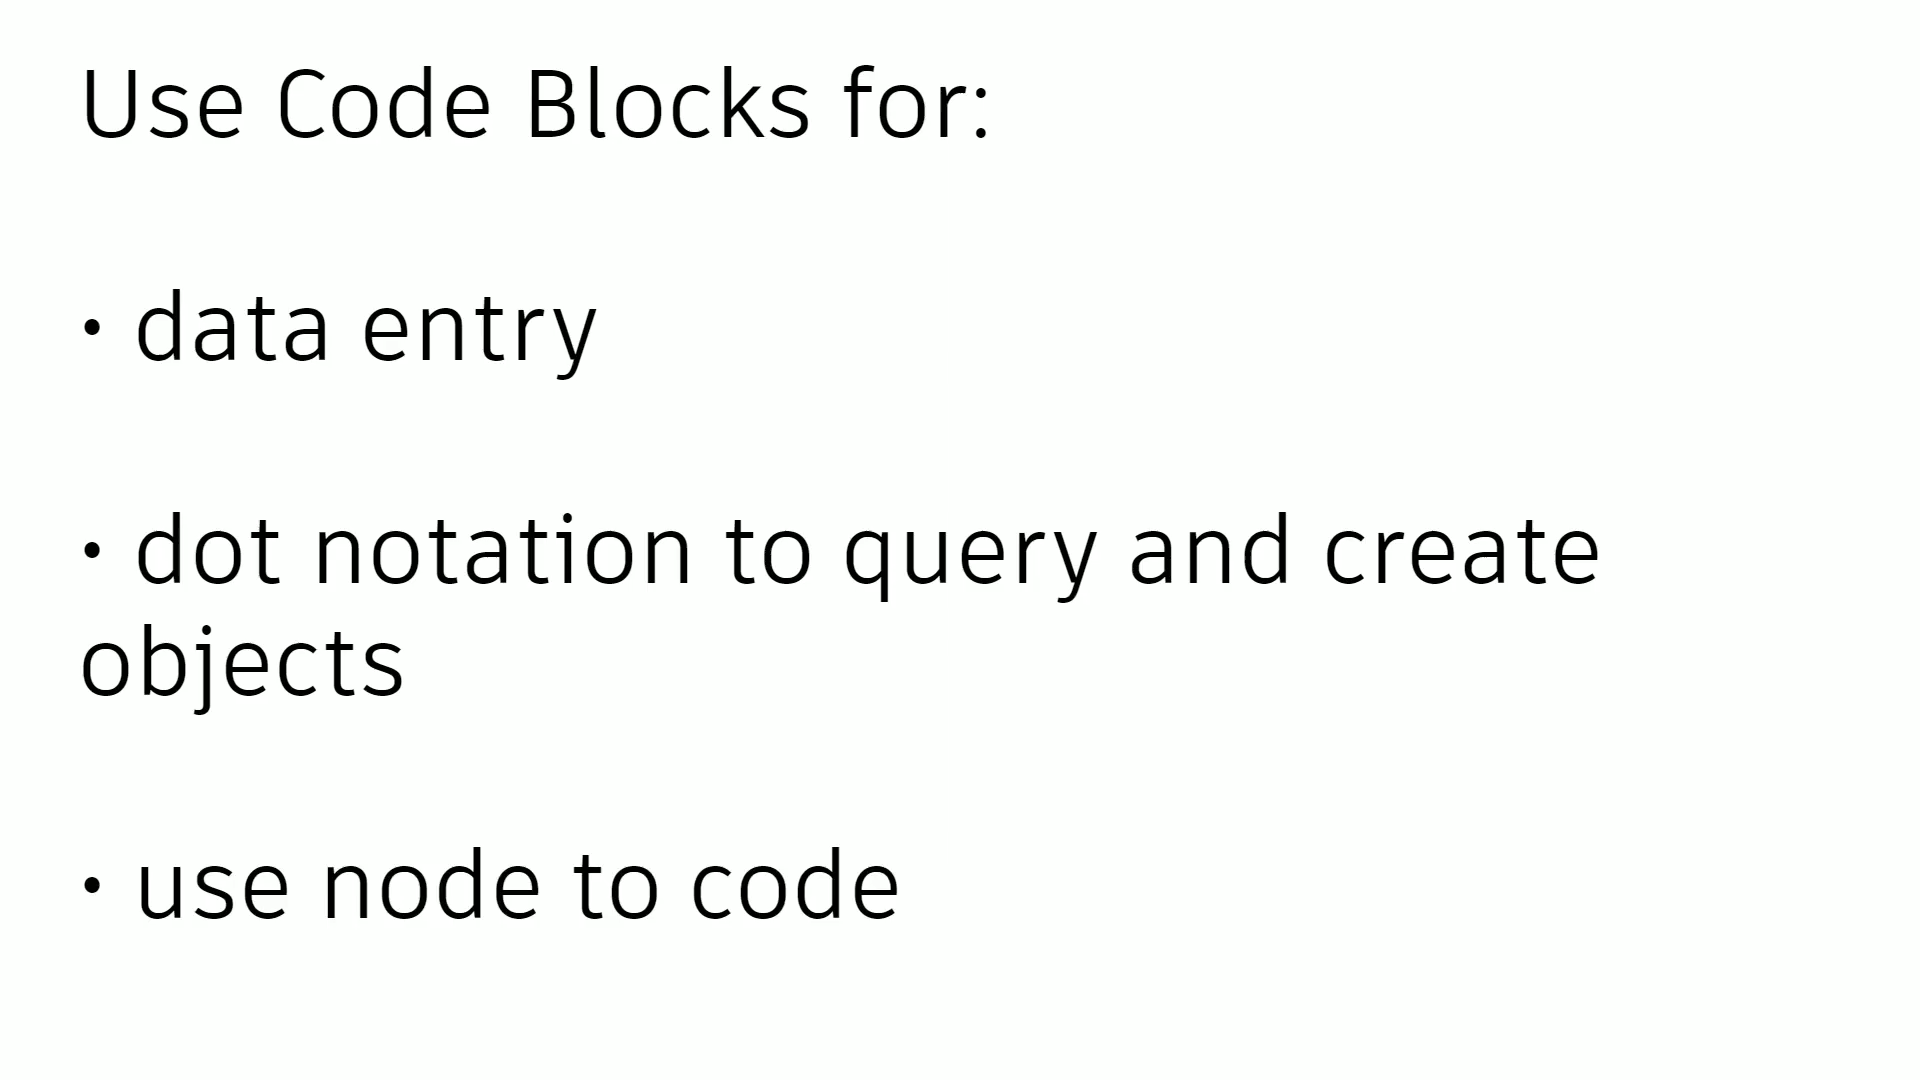 Use Code Blocks for:
• data entry
• dot notation to query and create
objects
• use node to code